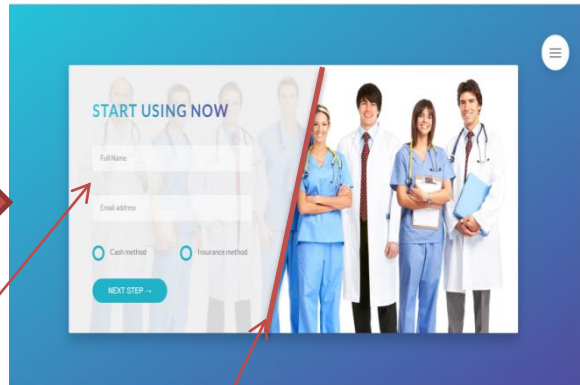 START USING NOW
Full Name
Email address
Cash method
Insurance method
NEXT STEP →